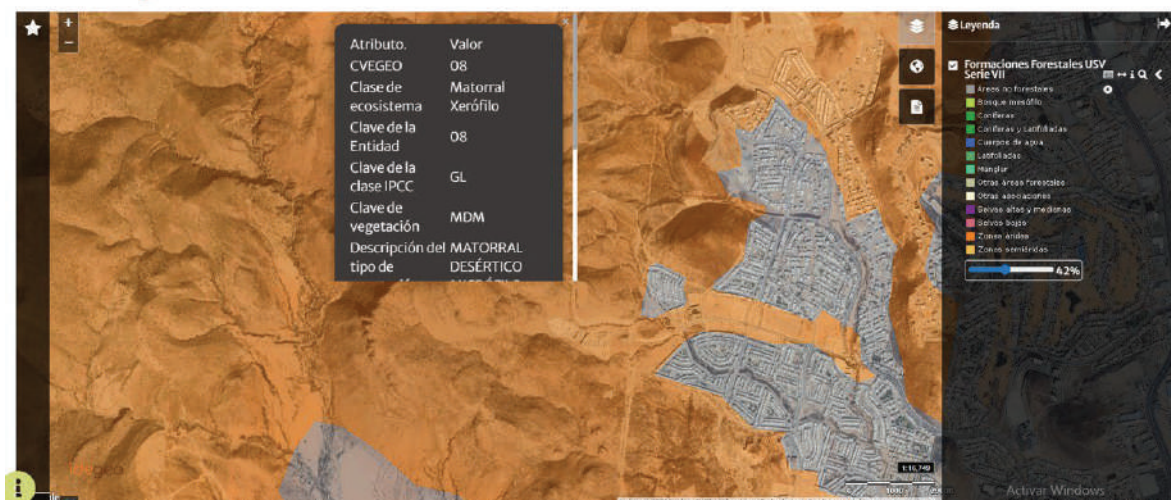 +
−
Atributo. Valor
CVEGEO 08
Clase de ecosistema Matorral Xerófilo
Clave de la Entidad 08
Clave de la clase IPCC GL
Clave de vegetación MDM
Descripción del tipo de MATORRAL DESÉRTICO
Leyenda
Formaciones Forestales USV
Serie VII
Áreas no forestales
Bosque mesófilo
Coníferas
Coníferas y Latifoliadas
Cuerpos de agua
Latifoliadas
Manglar
Otras áreas forestales
Otras asociaciones
Selvas altas y medianas
Selvas bajas
Zonas áridas
Zonas semiáridas
42%
1:16,749
Activar Windows